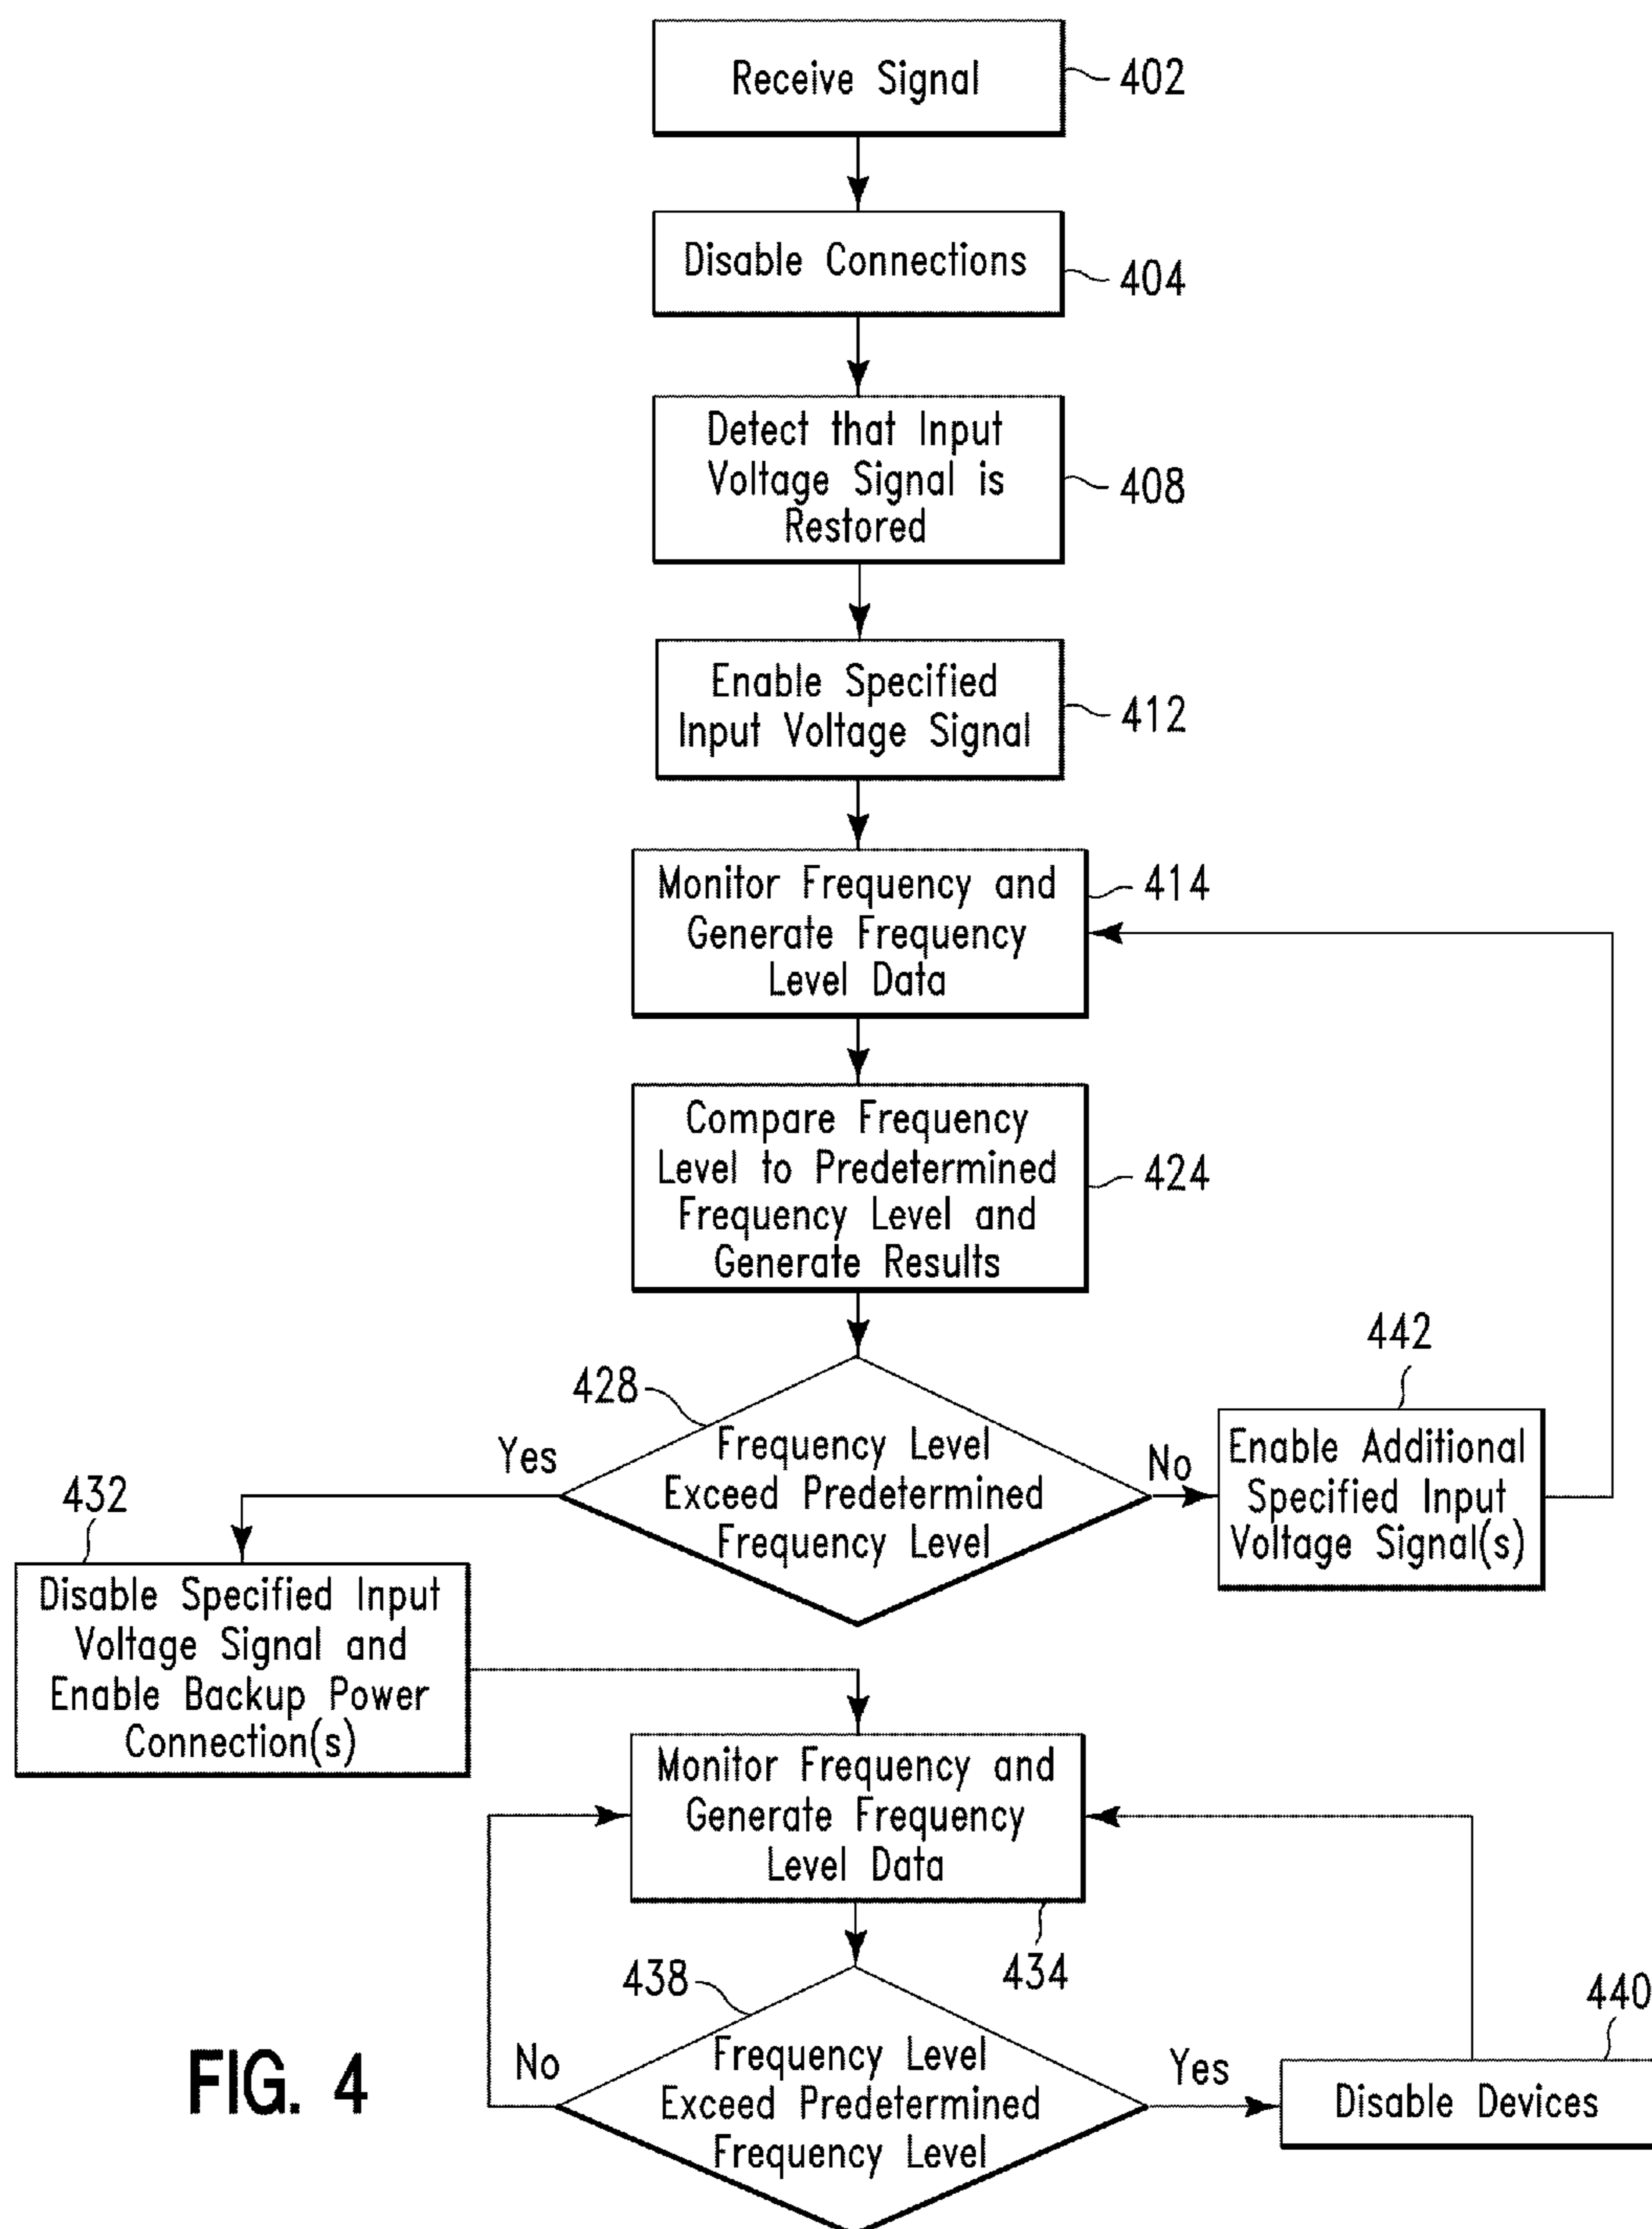 Receive Signal
402
Disable Connections
404
Detect that Input
Voltage Signal is
Restored
408
Enable Specified
Input Voltage Signal
412
Monitor Frequency and
Generate Frequency
Level Data
414
Compare Frequency
Level to Predetermined
Frequency Level and
Generate Results
424
428
Frequency Level
Exceed Predetermined
Frequency Level
Yes
No
442
Enable Additional
Specified Input
Voltage Signal(s)
432
Disable Specified Input
Voltage Signal and
Enable Backup Power
Connection(s)
Monitor Frequency and
Generate Frequency
Level Data
434
438
Frequency Level
Exceed Predetermined
Frequency Level
No
Yes
440
Disable Devices
FIG. 4